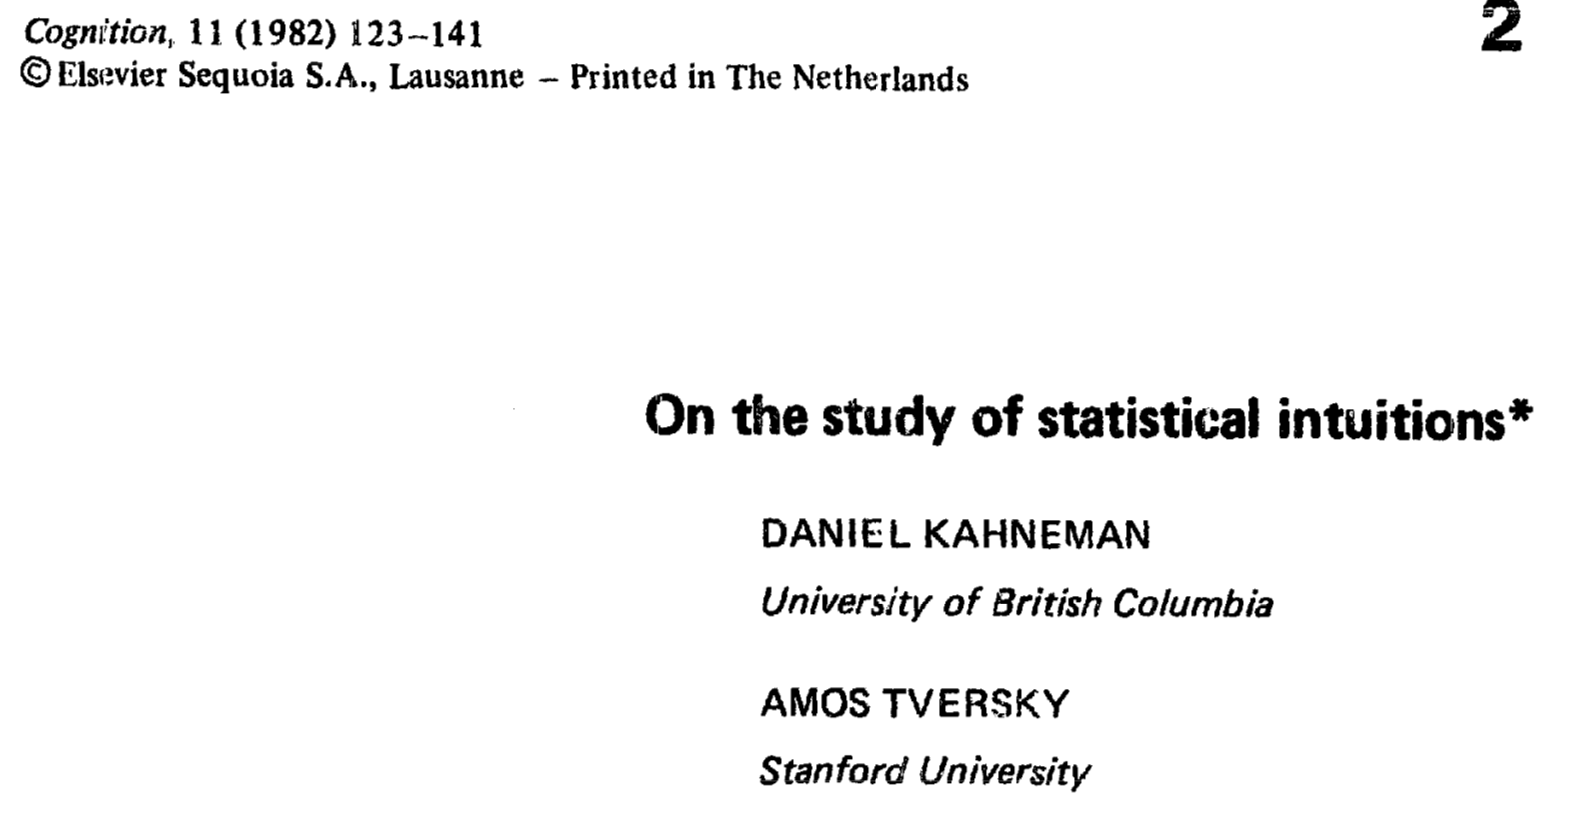 Cognition, 11 (1982) 123–141
2
© Elsevier Sequoia S.A., Lausanne – Printed in The Netherlands
On the study of statistical intuitions*
DANIEL KAHNEMAN
University of British Columbia
AMOS TVERSKY
Stanford University